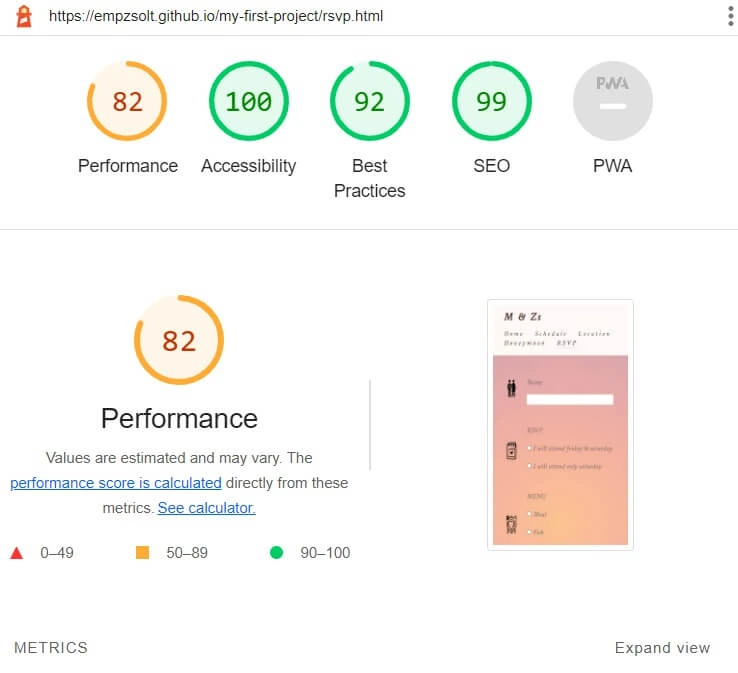 https://empzsolt.github.io/my-first-project/rsvp.html
82
100
92
99
PWA
Performance
Accessibility
Best
Practices
SEO
PWA
82
Performance
Values are estimated and may vary. The
performance score is calculated directly from these
metrics. See calculator.
0–49
50–89
90–100
M & Zs
Home Schedule Location
Honeymoon RSVP
Name
RSVP
I will attend friday & saturday
I will attend only saturday
MENU
Meat
Fish
METRICS
Expand view